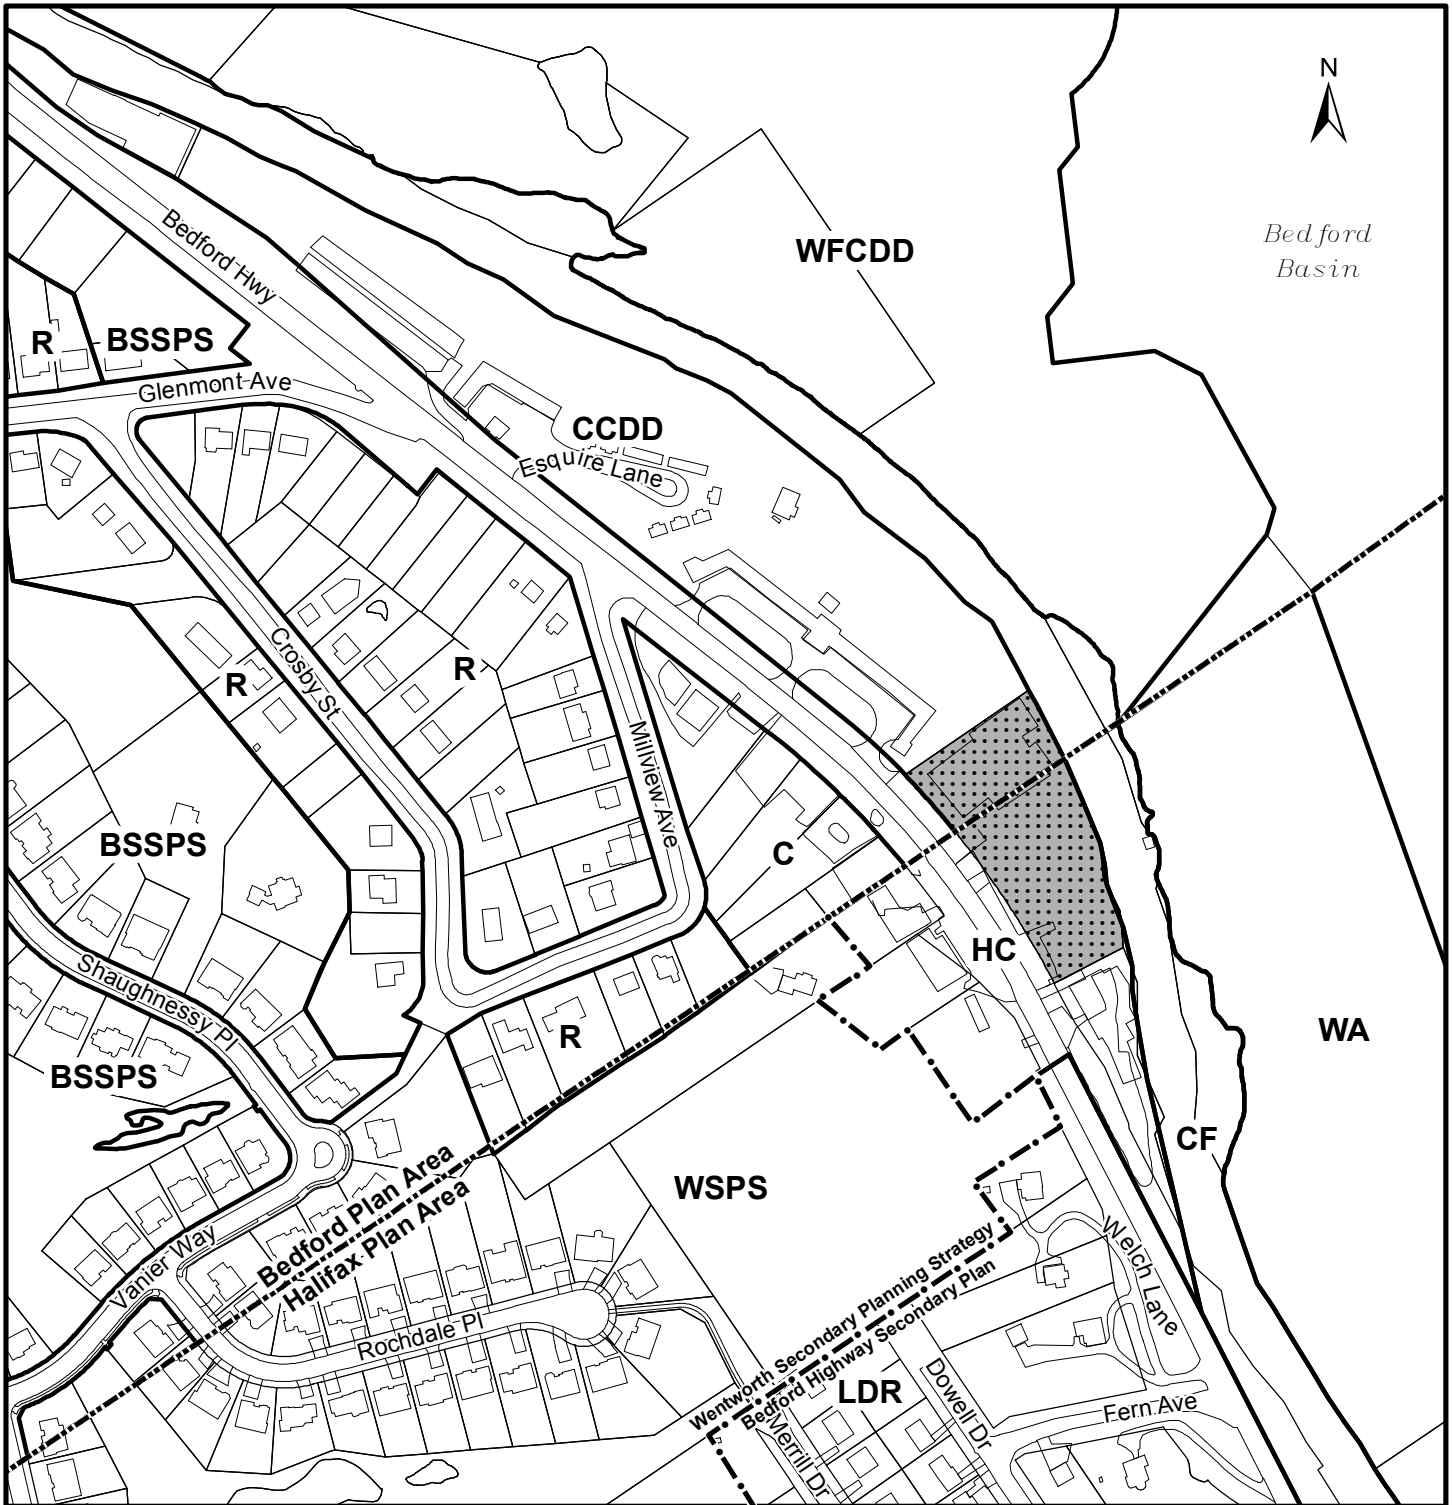 N
Bedford
Basin
WFCDD
Bedford Hwy
R
BSSPS
Glenmont Ave
CCDD
Esquire Lane
Crosby St
R
R
Millview Ave
BSSPS
C
HC
Shaughnessy Pl
R
WA
BSSPS
CF
WSPS
Bedford Plan Area
Halifax Plan Area
Vanier Way
Rochdale Pl
Welch Lane
Wentworth Secondary Planning Strategy
Bedford Highway Secondary Plan
LDR
Dowell Dr
Fern Ave
Merrill Dr